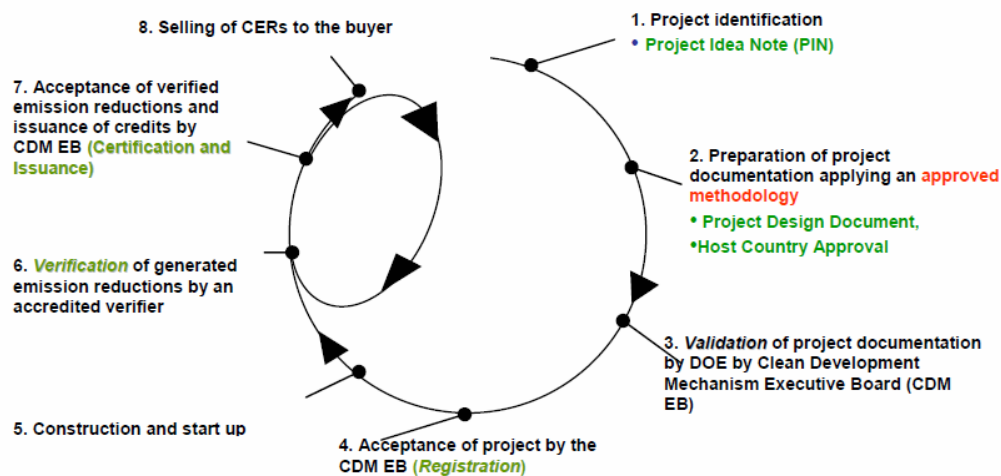 1. Project identification
• Project Idea Note (PIN)
2. Preparation of project
documentation applying an approved
methodology
• Project Design Document,
•Host Country Approval
3. Validation of project documentation
by DOE by Clean Development
Mechanism Executive Board (CDM
EB)
4. Acceptance of project by the
CDM EB (Registration)
5. Construction and start up
6. Verification of generated
emission reductions by an
accredited verifier
7. Acceptance of verified
emission reductions and
issuance of credits by
CDM EB (Certification and
Issuance)
8. Selling of CERs to the buyer